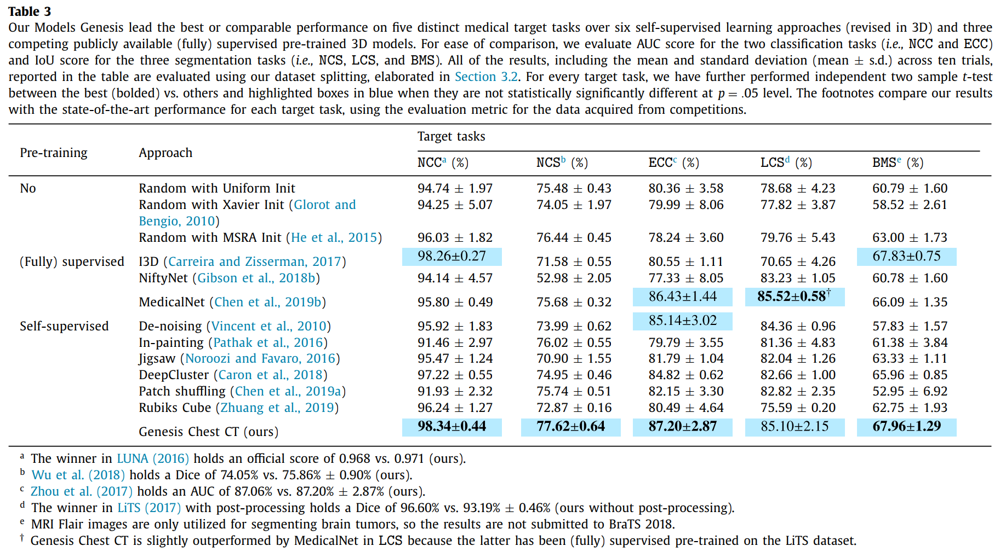 Table 3
Our Models Genesis lead the best or comparable performance on five distinct medical target tasks over six self-supervised learning approaches (revised in 3D) and three
competing publicly available (fully) supervised pre-trained 3D models. For ease of comparison, we evaluate AUC score for the two classification tasks (i.e., NCC and ECC)
and IoU score for the three segmentation tasks (i.e., NCS, LCS, and BMS). All of the results, including the mean and standard deviation (mean ± s.d.) across ten trials,
reported in the table are evaluated using our dataset splitting, elaborated in Section 3.2. For every target task, we have further performed independent two sample t-test
between the best (bolded) vs. others and highlighted boxes in blue when they are not statistically significantly different at p = .05 level. The footnotes compare our results
with the state-of-the-art performance for each target task, using the evaluation metric for the data acquired from competitions.
Pre-training Approach Target tasks
NCCa (%) NCSb (%) ECCc (%) LCSd (%) BMSe (%)
No Random with Uniform Init 94.74 ± 1.97 75.48 ± 0.43 80.36 ± 3.58 78.68 ± 4.23 60.79 ± 1.60
Random with Xavier Init (Glorot and 94.25 ± 5.07 74.05 ± 1.97 79.99 ± 8.06 77.82 ± 3.87 58.52 ± 2.61
Bengio, 2010)
Random with MSRA Init (He et al., 2015) 96.03 ± 1.82 76.44 ± 0.45 78.24 ± 3.60 79.76 ± 5.43 63.00 ± 1.73
(Fully) supervised I3D (Carreira and Zisserman, 2017) 98.26±0.27 71.58 ± 0.55 80.55 ± 1.11 70.65 ± 4.26 67.83±0.75
NiftyNet (Gibson et al., 2018b) 94.14 ± 4.57 52.98 ± 2.05 77.33 ± 8.05 83.23 ± 1.05 60.78 ± 1.60
MedicalNet (Chen et al., 2019b) 95.80 ± 0.49 75.68 ± 0.32 86.43±1.44 85.52±0.58† 66.09 ± 1.35
Self-supervised De-noising (Vincent et al., 2010) 95.92 ± 1.83 73.99 ± 0.62 85.14±3.02 84.36 ± 0.96 57.83 ± 1.57
In-painting (Pathak et al., 2016) 91.46 ± 2.97 76.02 ± 0.55 79.79 ± 3.55 81.36 ± 4.83 61.38 ± 3.84
Jigsaw (Noroozi and Favaro, 2016) 95.47 ± 1.24 70.90 ± 1.55 81.79 ± 1.04 82.04 ± 1.26 63.33 ± 1.11
DeepCluster (Caron et al., 2018) 97.22 ± 0.55 74.95 ± 0.46 84.82 ± 0.62 82.66 ± 1.00 65.96 ± 0.85
Patch shuffling (Chen et al., 2019a) 91.93 ± 2.32 75.74 ± 0.51 82.15 ± 3.30 82.82 ± 2.35 52.95 ± 6.92
Rubiks Cube (Zhuang et al., 2019) 96.24 ± 1.27 72.87 ± 0.16 80.49 ± 4.64 75.59 ± 0.20 62.75 ± 1.93
Genesis Chest CT (ours) 98.34±0.44 77.62±0.64 87.20±2.87 85.10±2.15 67.96±1.29
a The winner in LUNA (2016) holds an official score of 0.968 vs. 0.971 (ours).
b Wu et al. (2018) holds a Dice of 74.05% vs. 75.86% ± 0.90% (ours).
c Zhou et al. (2017) holds an AUC of 87.06% vs. 87.20% ± 2.87% (ours).
d The winner in LiTS (2017) with post-processing holds a Dice of 96.60% vs. 93.19% ± 0.46% (ours without post-processing).
e MRI Flair images are only utilized for segmenting brain tumors, so the results are not submitted to BraTS 2018.
† Genesis Chest CT is slightly outperformed by MedicalNet in LCS because the latter has been (fully) supervised pre-trained on the LiTS dataset.